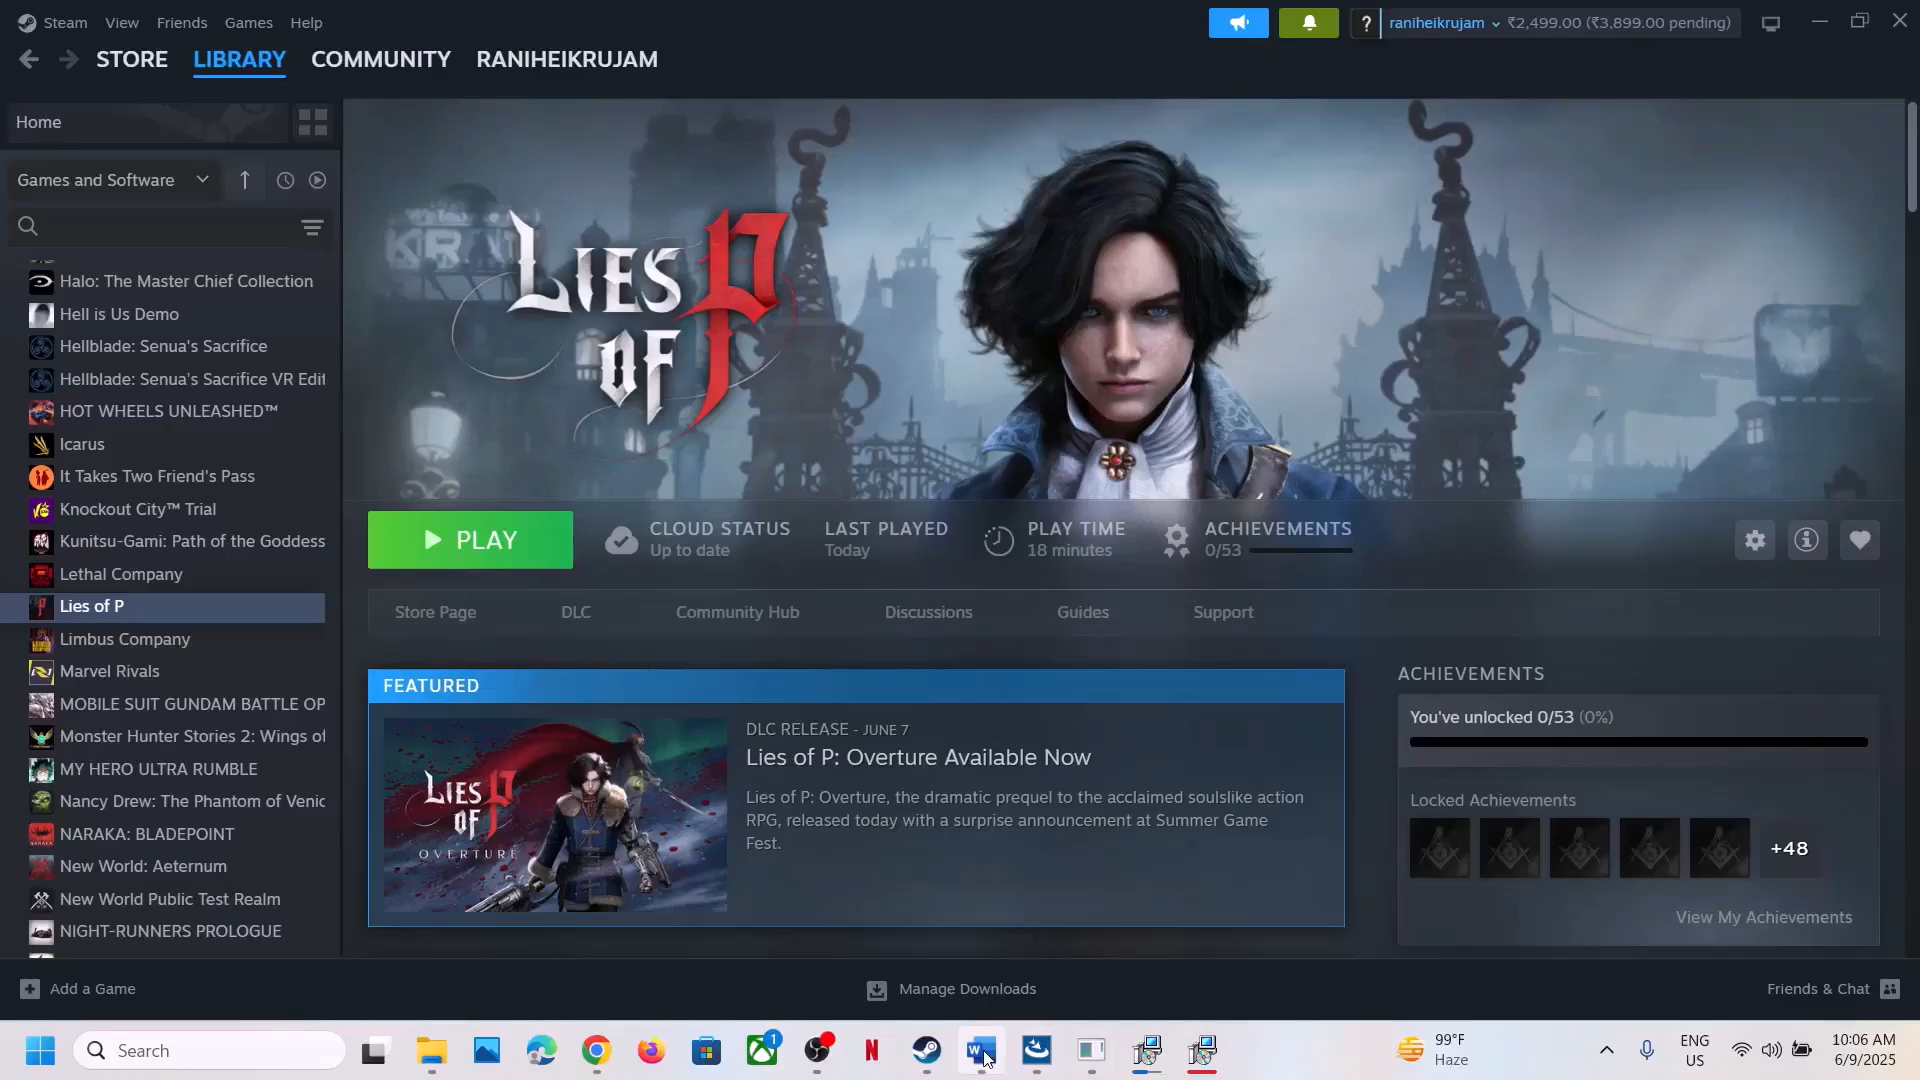 Steam View Friends Games Help
? raniheikrujam ₹2,499.00 (₹3,899.00 pending)
STORE LIBRARY COMMUNITY RANIHEIKRUJAM
Home
Games and Software
Halo: The Master Chief Collection
Hell is Us Demo
Hellblade: Senua's Sacrifice
Hellblade: Senua's Sacrifice VR Edit
HOT WHEELS UNLEASHED™
Icarus
It Takes Two Friend's Pass
Knockout City™ Trial
Kunitsu-Gami: Path of the Goddess
Lethal Company
Lies of P
Limbus Company
Marvel Rivals
MOBILE SUIT GUNDAM BATTLE OP
Monster Hunter Stories 2: Wings of
MY HERO ULTRA RUMBLE
Nancy Drew: The Phantom of Venic
NARAKA: BLADEPOINT
New World: Aeternum
New World Public Test Realm
NIGHT-RUNNERS PROLOGUE
LIES OF P
PLAY
CLOUD STATUS
Up to date
LAST PLAYED
Today
PLAY TIME
18 minutes
ACHIEVEMENTS
0/53
Store Page DLC Community Hub Discussions Guides Support
FEATURED
LIES OF P
OVERTURE
DLC RELEASE - JUNE 7
Lies of P: Overture Available Now
Lies of P: Overture, the dramatic prequel to the acclaimed soulslike action
RPG, released today with a surprise announcement at Summer Game
Fest.
ACHIEVEMENTS
You've unlocked 0/53 (0%)
Locked Achievements
+48
View My Achievements
Add a Game
Manage Downloads
Friends & Chat
Search
1
N
W
99°F
Haze
ENG
US
10:06 AM
6/9/2025